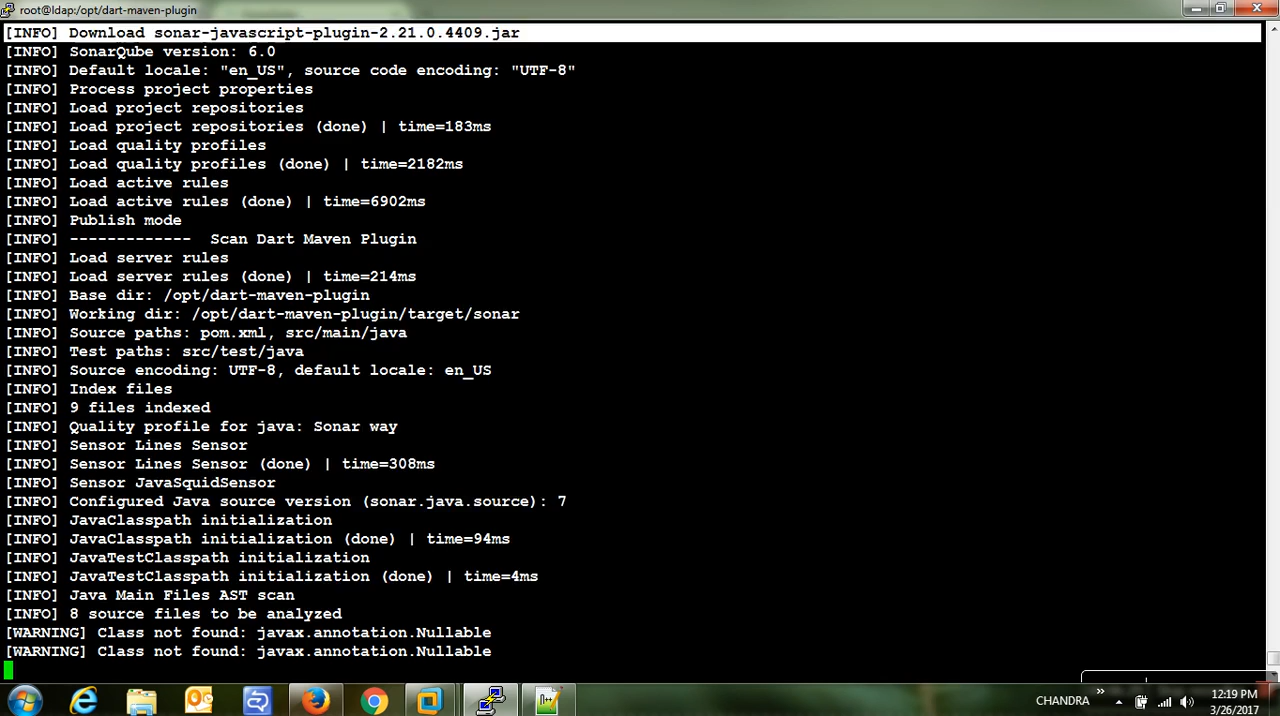 root@ldap:/opt/dart-maven-plugin
[INFO] Download sonar-javascript-plugin-2.21.0.4409.jar
[INFO] SonarQube version: 6.0
[INFO] Default locale: "en_US", source code encoding: "UTF-8"
[INFO] Process project properties
[INFO] Load project repositories
[INFO] Load project repositories (done) | time=183ms
[INFO] Load quality profiles
[INFO] Load quality profiles (done) | time=2182ms
[INFO] Load active rules
[INFO] Load active rules (done) | time=6902ms
[INFO] Publish mode
[INFO] -------------  Scan Dart Maven Plugin
[INFO] Load server rules
[INFO] Load server rules (done) | time=214ms
[INFO] Base dir: /opt/dart-maven-plugin
[INFO] Working dir: /opt/dart-maven-plugin/target/sonar
[INFO] Source paths: pom.xml, src/main/java
[INFO] Test paths: src/test/java
[INFO] Source encoding: UTF-8, default locale: en_US
[INFO] Index files
[INFO] 9 files indexed
[INFO] Quality profile for java: Sonar way
[INFO] Sensor Lines Sensor
[INFO] Sensor Lines Sensor (done) | time=308ms
[INFO] Sensor JavaSquidSensor
[INFO] Configured Java source version (sonar.java.source): 7
[INFO] JavaClasspath initialization
[INFO] JavaClasspath initialization (done) | time=94ms
[INFO] JavaTestClasspath initialization
[INFO] JavaTestClasspath initialization (done) | time=4ms
[INFO] Java Main Files AST scan
[INFO] 8 source files to be analyzed
[WARNING] Class not found: javax.annotation.Nullable
[WARNING] Class not found: javax.annotation.Nullable
CHANDRA
12:19 PM
3/26/2017